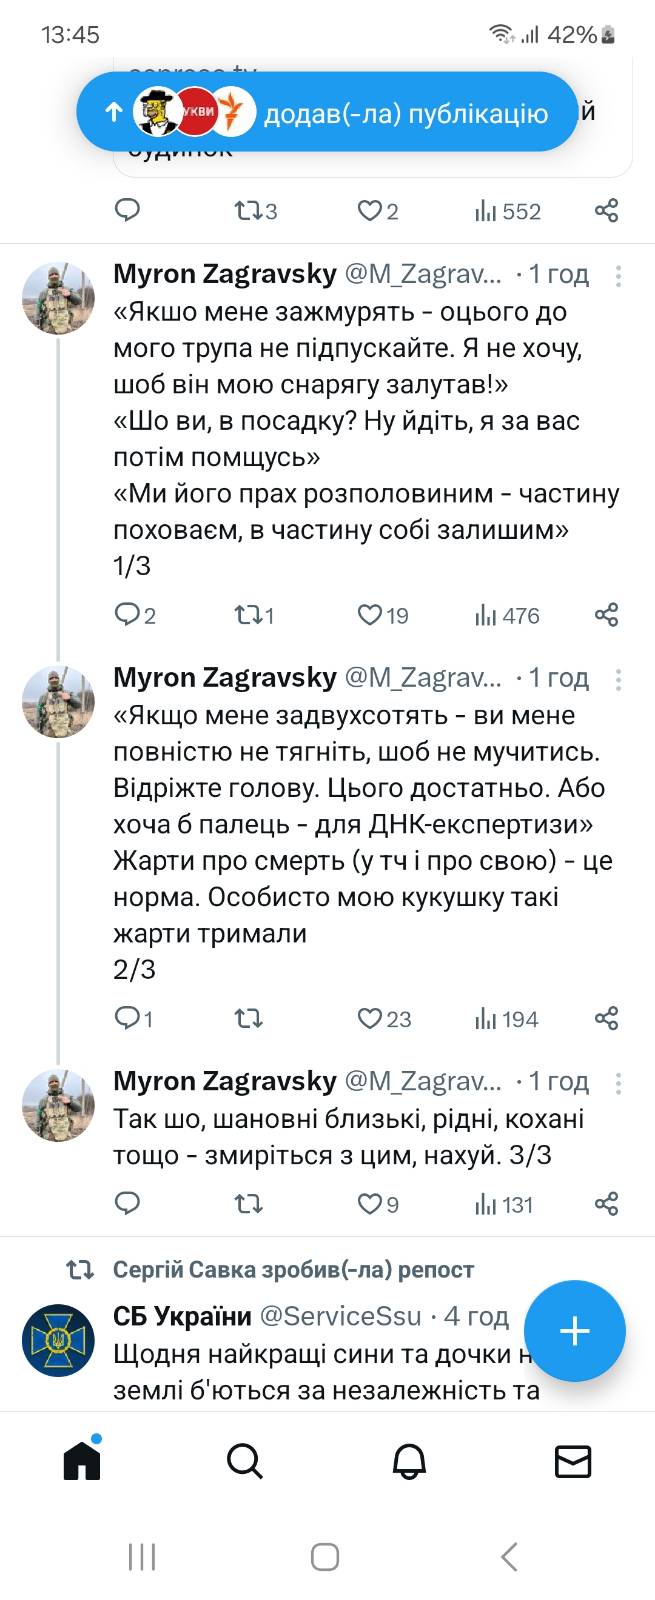 13:45
42%
УКВИ
додав(-ла) публікацію
й
3 2 552
Myron Zagravsky @M_Zagrav... · 1 год
«Якшо мене зажмурять - оцього до
мого трупа не підпускайте. Я не хочу,
шоб він мою снарягу залутав!»
«Шо ви, в посадку? Ну йдіть, я за вас
потім помщусь»
«Ми його прах розполовиним - частину
поховаєм, в частину собі залишим»
1/3
2 1 19 476
Myron Zagravsky @M_Zagrav... · 1 год
«Якщо мене задвухсотять - ви мене
повністю не тягніть, шоб не мучитись.
Відріжте голову. Цього достатньо. Або
хоча б палець - для ДНК-експертизи»
Жарти про смерть (у тч і про свою) - це
норма. Особисто мою кукушку такі
жарти тримали
2/3
1 23 194
Myron Zagravsky @M_Zagrav... · 1 год
Так шо, шановні близькі, рідні, кохані
тощо - змиріться з цим, нахуй. 3/3
9 131
Сергій Савка зробив(-ла) репост
СБ України @ServiceSsu · 4 год
Щодня найкращі сини та дочки н
землі б'ються за незалежність та